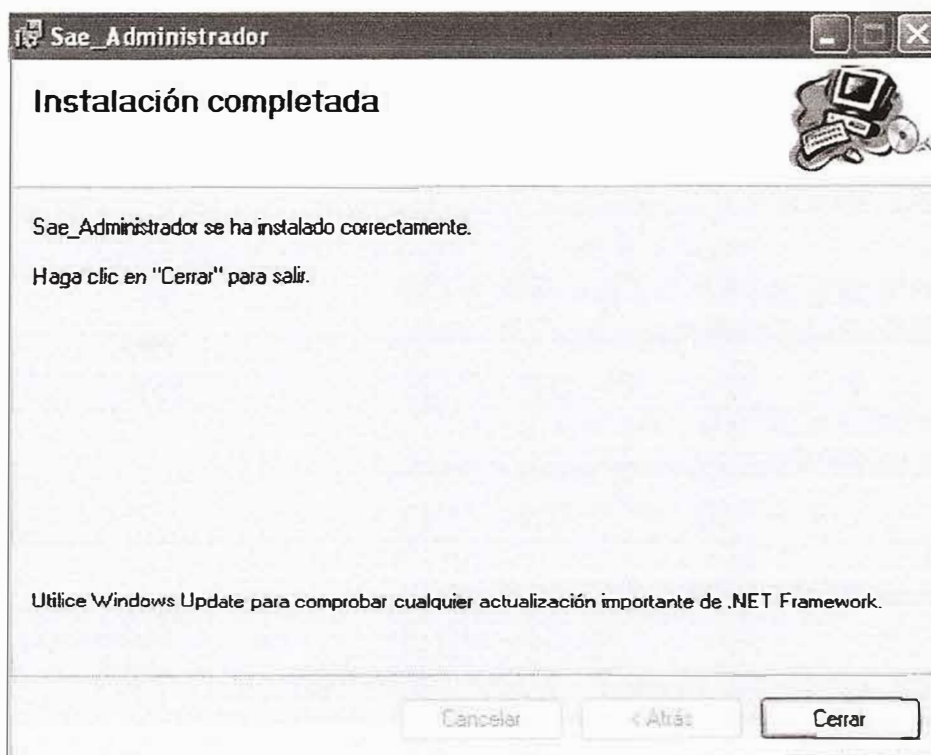 Sae_Administrador
Instalación completada
Sae_Administrador se ha instalado correctamente.
Haga clic en "Cerrar" para salir.
Utilice Windows Update para comprobar cualquier actualización importante de .NET Framework.
Cancelar
< Atrás
Cerrar